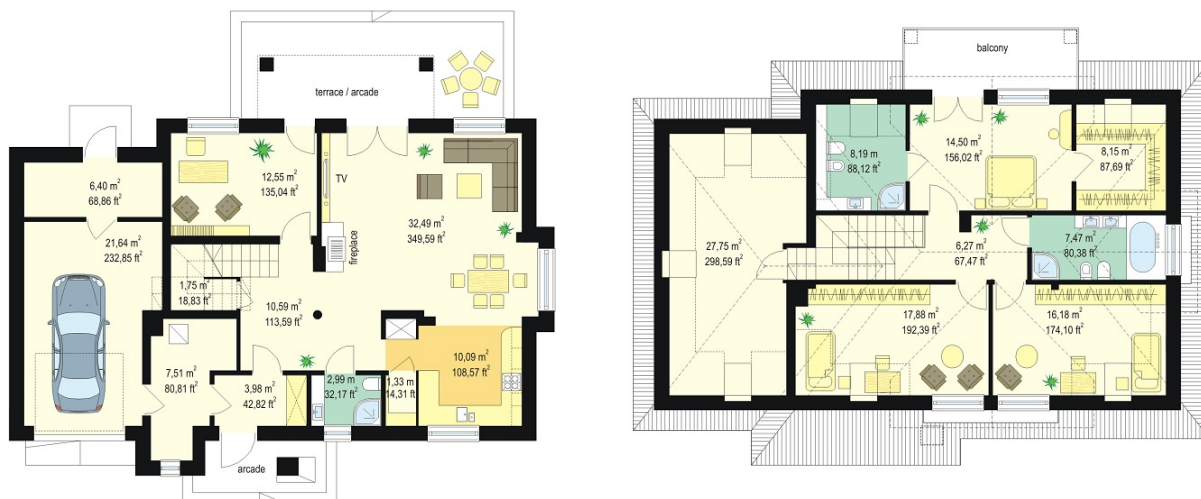 terrace / arcade
6,40 m²
68,86 ft²
12,55 m²
135,04 ft²
TV
32,49 m²
349,59 ft²
fireplace
21,64 m²
232,85 ft²
1,75 m²
18,83 ft²
10,59 m²
113,59 ft²
7,51 m²
80,81 ft²
3,98 m²
42,82 ft²
2,99 m
32,17 ft²
1,33 m
14,31 ft²
10,09 m²
108,57 ft²
arcade
balcony
8,19 m
88,12 ft²
14,50 m²
156,02 ft²
8,15 m²
87,69 ft²
27,75 m²
298,59 ft²
6,27 m²
67,47 ft²
7,47 m²
80,38 ft²
17,88 m²
192,39 ft²
16,18 m²
174,10 ft²